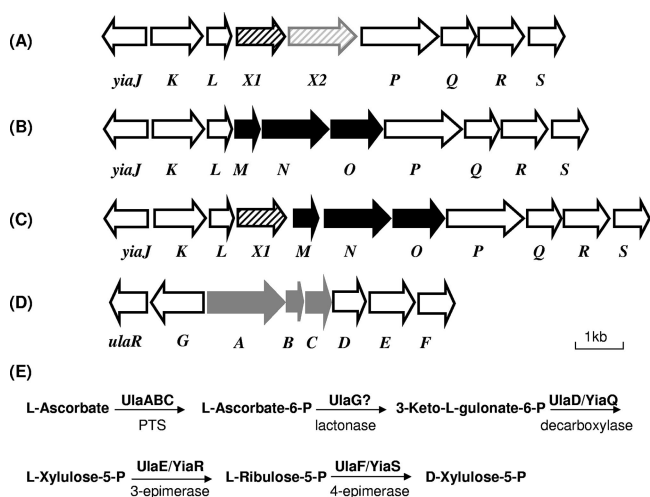 (A)
yiaJ K L X1 X2 P Q R S
(B)
yiaJ K L M N O P Q R S
(C)
yiaJ K L X1 M N O P Q R S
(D)
ulaR G A B C D E F
1kb
(E)
L-Ascorbate UlaABC PTS L-Ascorbate-6-P UlaG? lactonase 3-Keto-L-gulonate-6-P UlaD/YiaQ decarboxylase
L-Xylulose-5-P UlaE/YiaR 3-epimerase L-Ribulose-5-P UlaF/YiaS 4-epimerase D-Xylulose-5-P